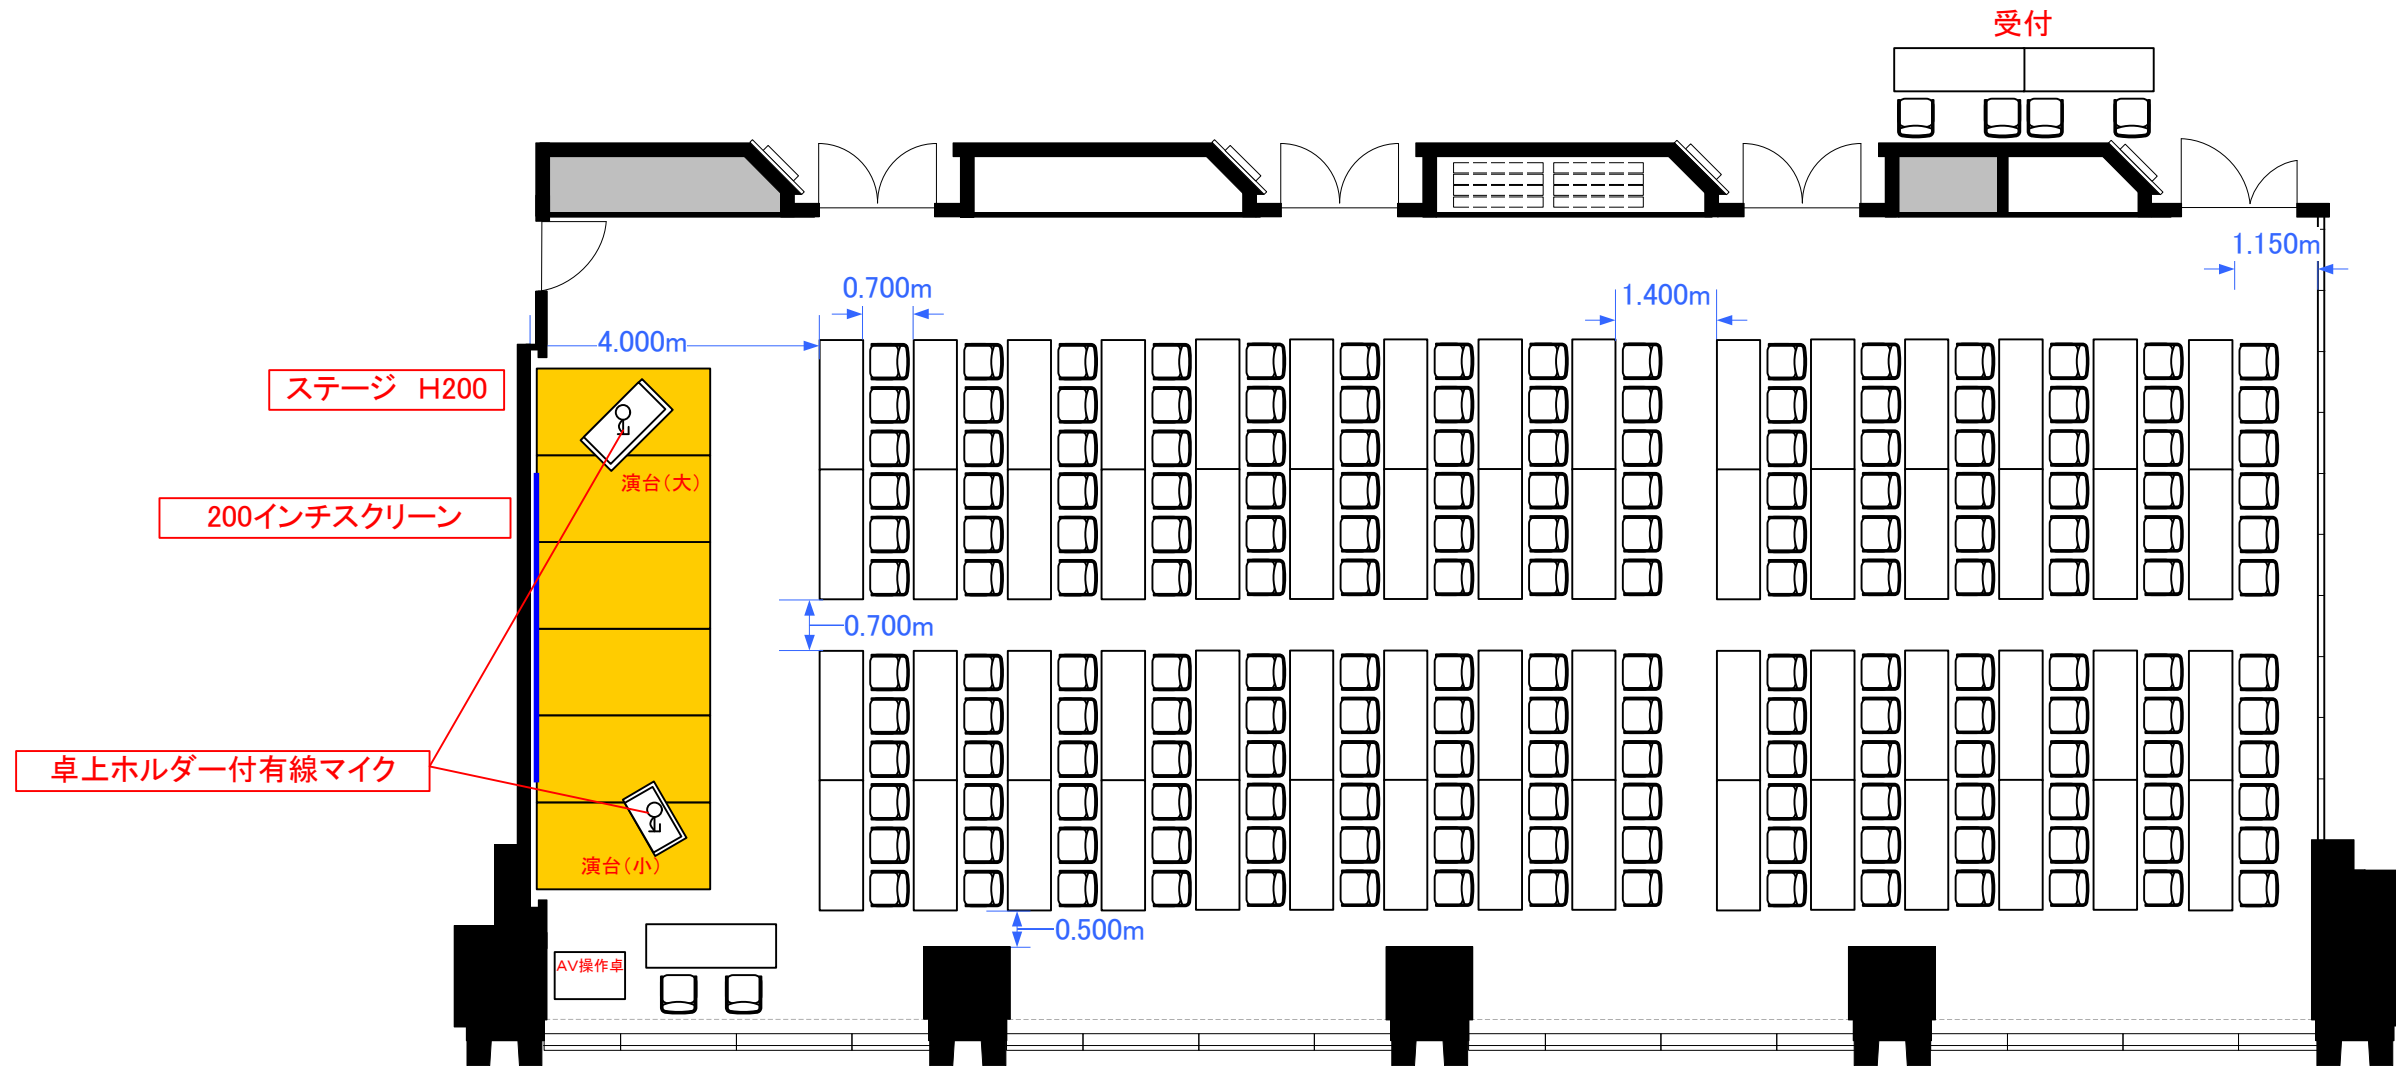 受付
1.150m
0.700m
1.400m
4.000m
ステージ　H200
演台（大）
200インチスクリーン
0.700m
卓上ホルダー付有線マイク
演台（小）
0.500m
AV操作卓